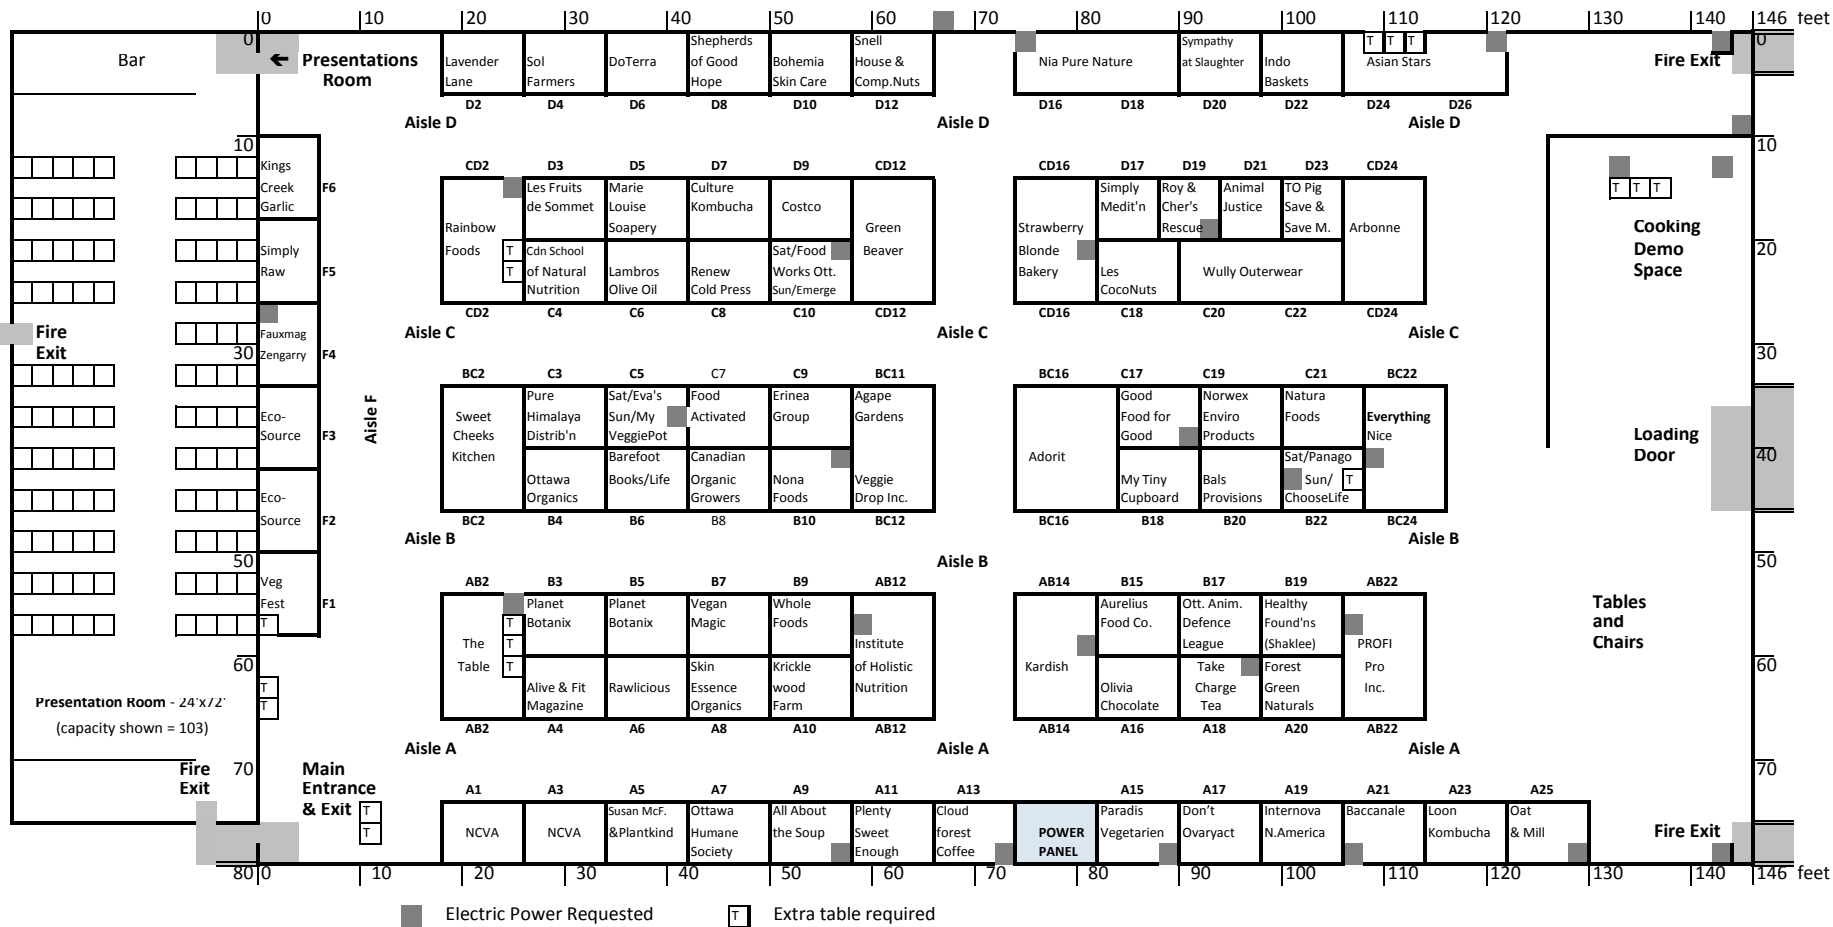 0 10 20 30 40 50 60 70 80 90 100 110 120 130 140 146 feet
0 0
Bar
← Presentations
Room
Lavender
Lane
Sol
Farmers
DoTerra
Shepherds
of Good
Hope
Bohemia
Skin Care
Snell
House &
Comp.Nuts
Nia Pure Nature
Sympathy
at Slaughter
Indo
Baskets
T T T
Asian Stars
Fire Exit
D2 D4 D6 D8 D10 D12 D16 D18 D20 D22 D24 D26
Aisle D Aisle D Aisle D
10 10
CD2 D3 D5 D7 D9 CD12 CD16 D17 D19 D21 D23 CD24
Kings
Creek
Garlic
F6
Simply
Raw
F5
Fauxmag
Zengarry
F4
Eco-
Source
F3
Eco-
Source
F2
Veg
Fest
T
F1
Aisle F
Rainbow
Foods
T
T
Les Fruits
de Sommet
Marie
Louise
Soapery
Culture
Kombucha
Costco
Green
Beaver
Cdn School
of Natural
Nutrition
Lambros
Olive Oil
Renew
Cold Press
Sat/Food
Works Ott.
Sun/Emerge
Strawberry
Blonde
Bakery
Simply
Medit'n
Roy &
Cher's
Rescue
Animal
Justice
TO Pig
Save &
Save M.
Arbonne
Les
CocoNuts
Wully Outerwear
T T T
Cooking
Demo
Space
20
CD2 C4 C6 C8 C10 CD12 CD16 C18 C20 C22 CD24
Aisle C Aisle C Aisle C
Fire
Exit
30 30
BC2 C3 C5 C7 C9 BC11 BC16 C17 C19 C21 BC22
Sweet
Cheeks
Kitchen
Pure
Himalaya
Distrib'n
Sat/Eva's
Sun/My
VeggiePot
Food
Activated
Erinea
Group
Agape
Gardens
Ottawa
Organics
Barefoot
Books/Life
Canadian
Organic
Growers
Nona
Foods
Veggie
Drop Inc.
Adorit
Good
Food for
Good
Norwex
Enviro
Products
Natura
Foods
Everything
Nice
My Tiny
Cupboard
Bals
Provisions
Sat/Panago
Sun/ T
ChooseLife
Loading
Door
40
BC2 B4 B6 B8 B10 BC12 BC16 B18 B20 B22 BC24
Aisle B Aisle B Aisle B
50 50
AB2 B3 B5 B7 B9 AB12 AB14 B15 B17 B19 AB22
The
Table
T
T
T
Planet
Botanix
Planet
Botanix
Vegan
Magic
Whole
Foods
Institute
of Holistic
Nutrition
Alive & Fit
Magazine
Rawlicious
Skin
Essence
Organics
Krickle
wood
Farm
Kardish
Aurelius
Food Co.
Ott. Anim.
Defence
League
Healthy
Found'ns
(Shaklee)
PROFI
Pro
Inc.
Olivia
Chocolate
Take
Charge
Tea
Forest
Green
Naturals
Tables
and
Chairs
60 60
T
T
Presentation Room - 24'x72'
(capacity shown = 103)
AB2 A4 A6 A8 A10 AB12 AB14 A16 A18 A20 AB22
Aisle A Aisle A Aisle A
70 70
Fire
Exit
Main
Entrance
& Exit
T
T
A1 A3 A5 A7 A9 A11 A13 A15 A17 A19 A21 A23 A25
NCVA
NCVA
Susan McF.
&Plantkind
Ottawa
Humane
Society
All About
the Soup
Plenty
Sweet
Enough
Cloud
forest
Coffee
POWER
PANEL
Paradis
Vegetarien
Don't
Ovaryact
Internova
N.America
Baccanale
Loon
Kombucha
Oat
& Mill
Fire Exit
80 0 10 20 30 40 50 60 70 80 90 100 110 120 130 140 146 feet
Electric Power Requested
T Extra table required